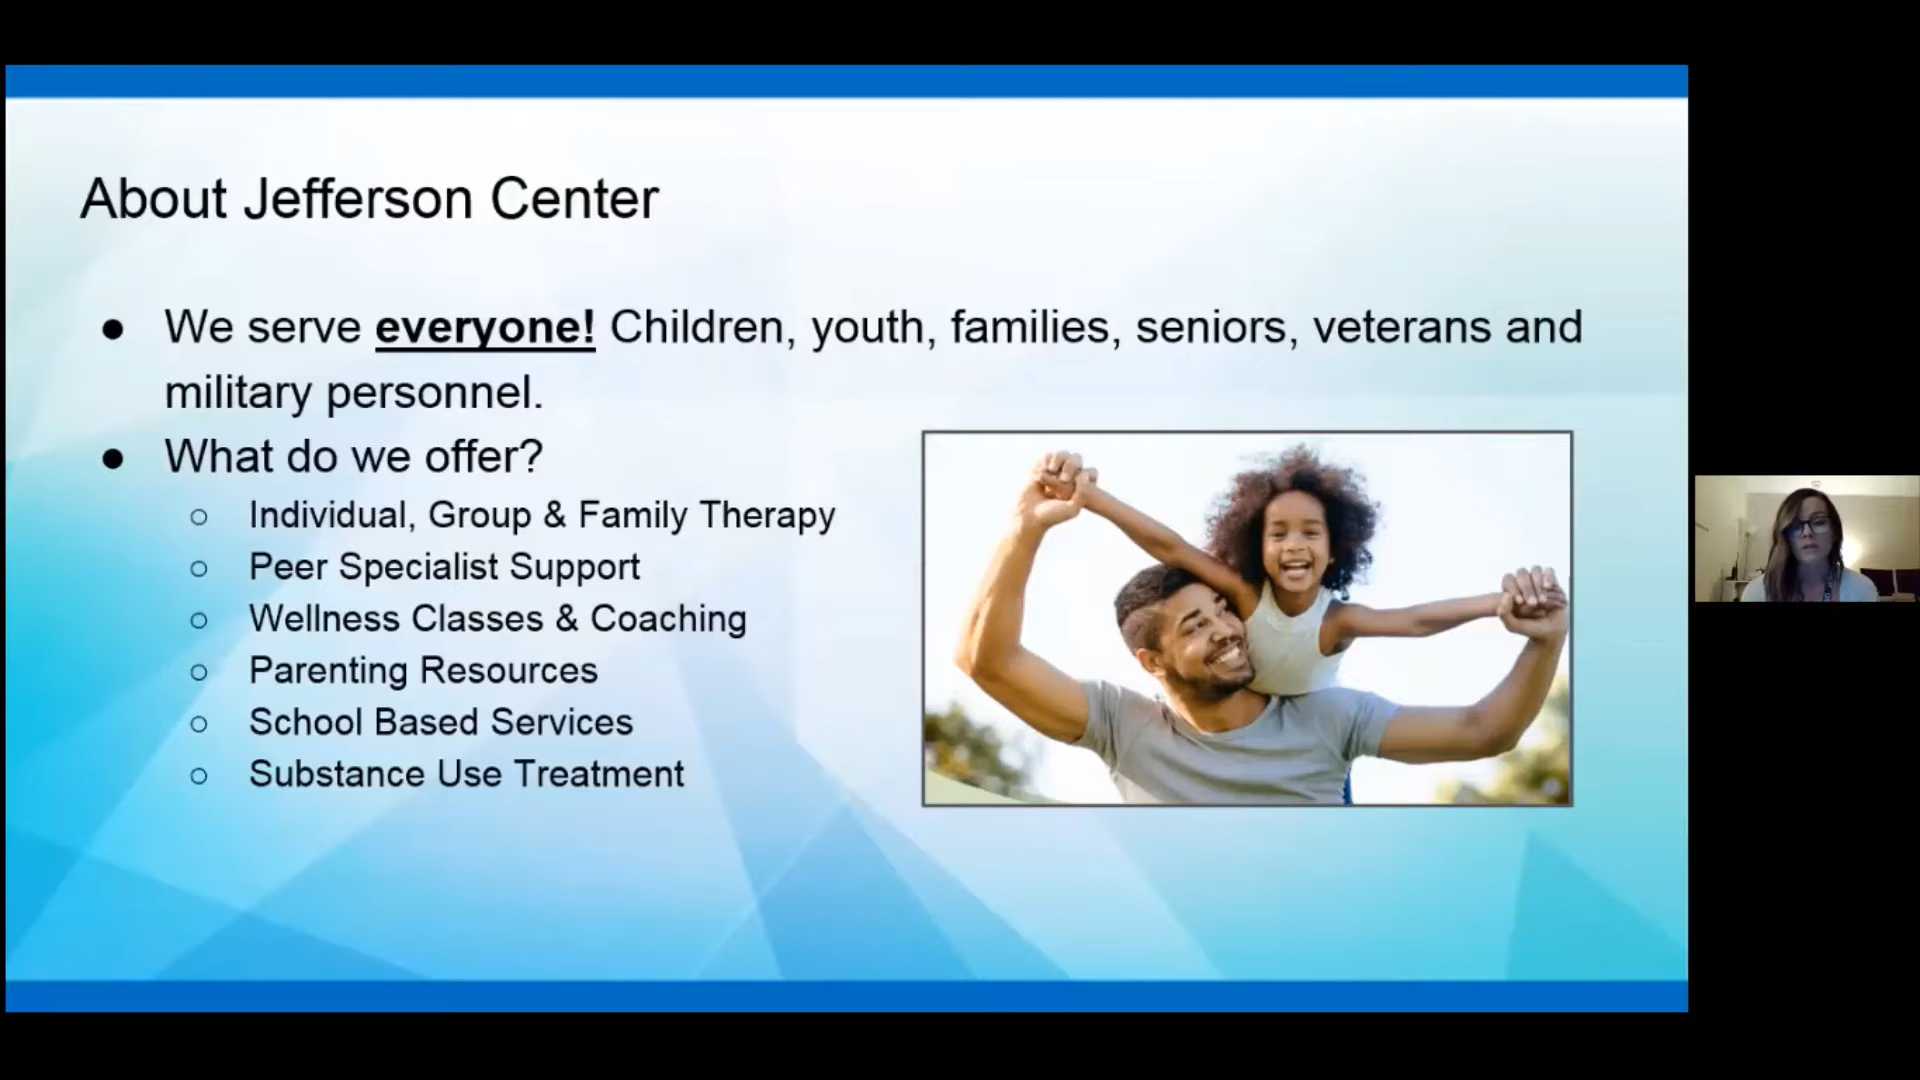 About Jefferson Center
● We serve everyone! Children, youth, families, seniors, veterans and
military personnel.
● What do we offer?
○ Individual, Group & Family Therapy
○ Peer Specialist Support
○ Wellness Classes & Coaching
○ Parenting Resources
○ School Based Services
○ Substance Use Treatment